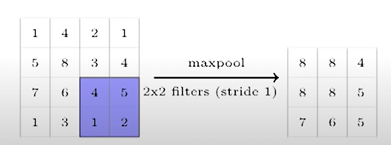 1 4 2 1
5 8 3 4
7 6 4 5
1 3 1 2
maxpool
2x2 filters (stride 1)
8 8 4
8 8 5
7 6 5